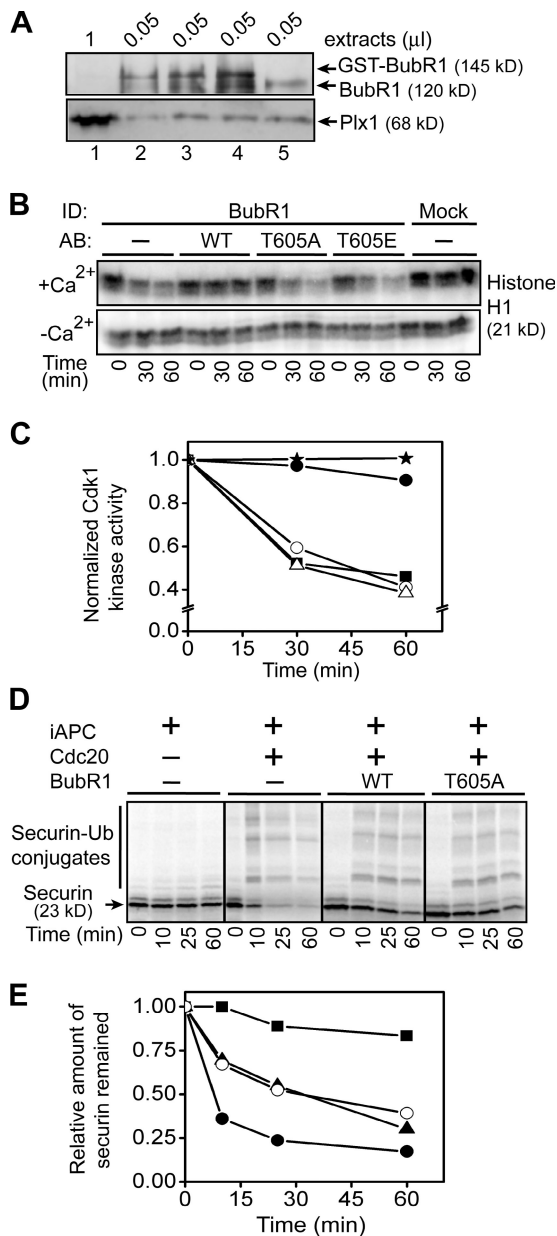 A
1 0.05 0.05 0.05 0.05 extracts (µl)
GST-BubR1 (145 kD)
BubR1 (120 kD)
Plx1 (68 kD)
1 2 3 4 5
B
ID: BubR1 Mock
AB: – WT T605A T605E –
+Ca2+
Histone H1 (21 kD)
-Ca2+
Time (min) 0 30 60 0 30 60 0 30 60 0 30 60 0 30 60
C
Normalized Cdk1 kinase activity
1.0
0.8
0.6
0.4
0.0
0 15 30 45 60
Time (min)
D
iAPC + + + +
Cdc20 – + + +
BubR1 – – WT T605A
Securin-Ub conjugates
Securin (23 kD)
Time (min) 0 10 25 60 0 10 25 60 0 10 25 60 0 10 25 60
E
Relative amount of securin remained
1.00
0.75
0.50
0.25
0.00
0 15 30 45 60
Time (min)